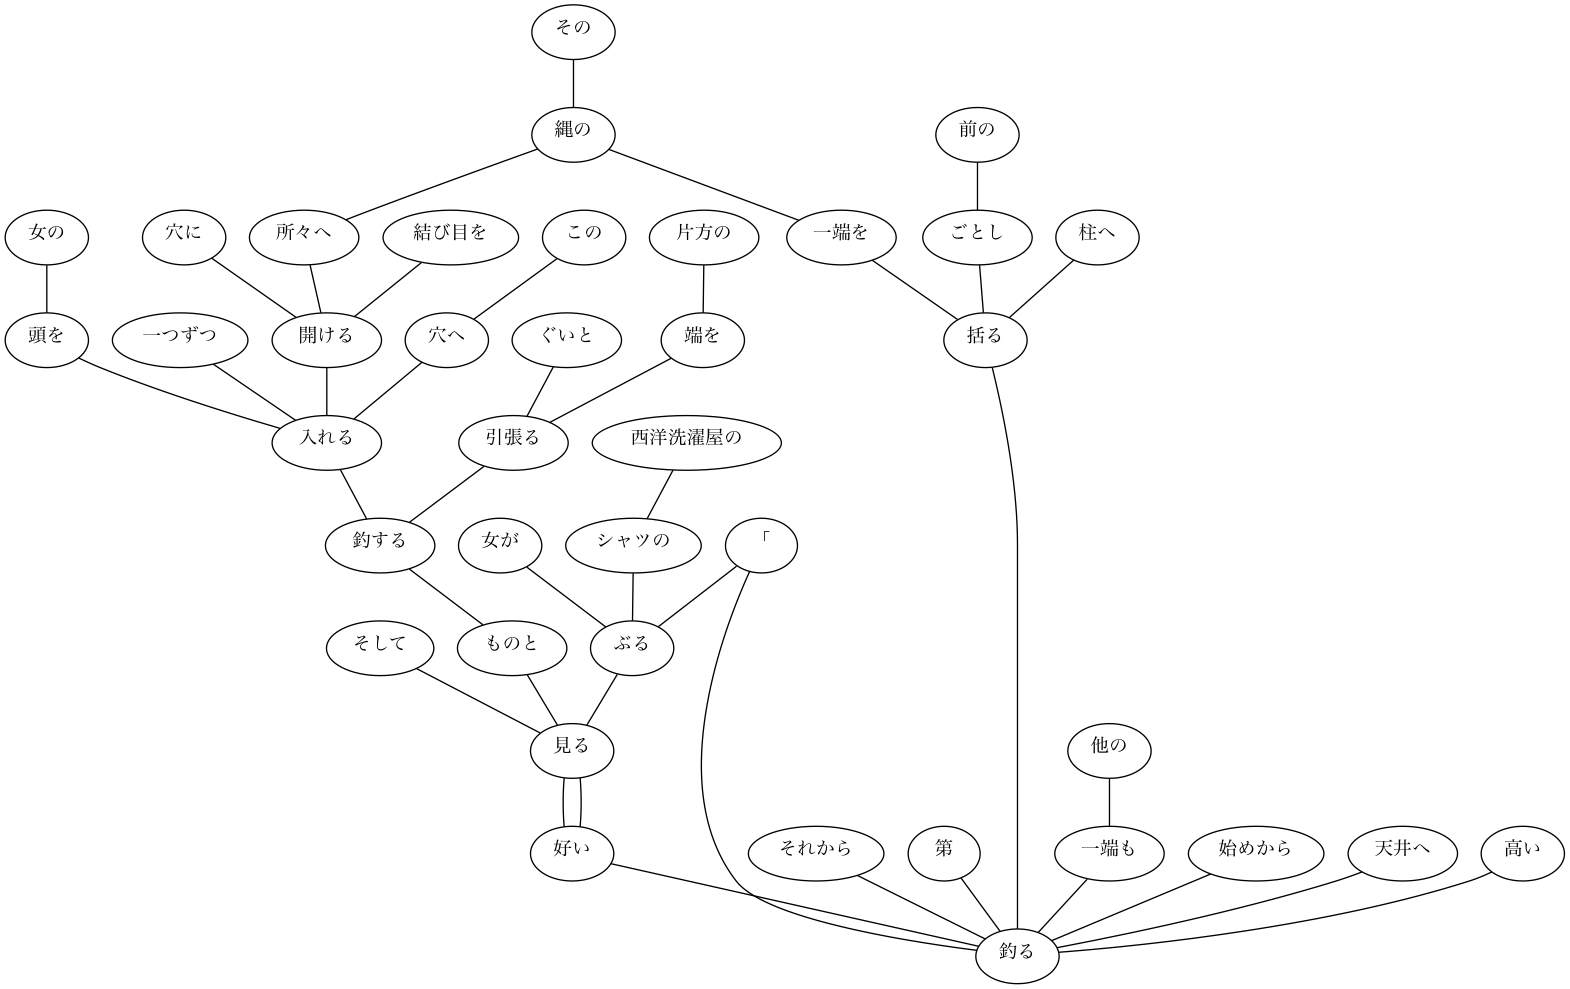 その
縄の
前の
女の
穴に
所々へ
結び目を
この
片方の
一端を
ごとし
柱へ
頭を
一つずつ
開ける
穴へ
ぐいと
端を
括る
入れる
引張る
西洋洗濯屋の
釣する
女が
シャツの
「
そして
ものと
ぶる
見る
他の
好い
それから
第
一端も
始めから
天井へ
高い
釣る